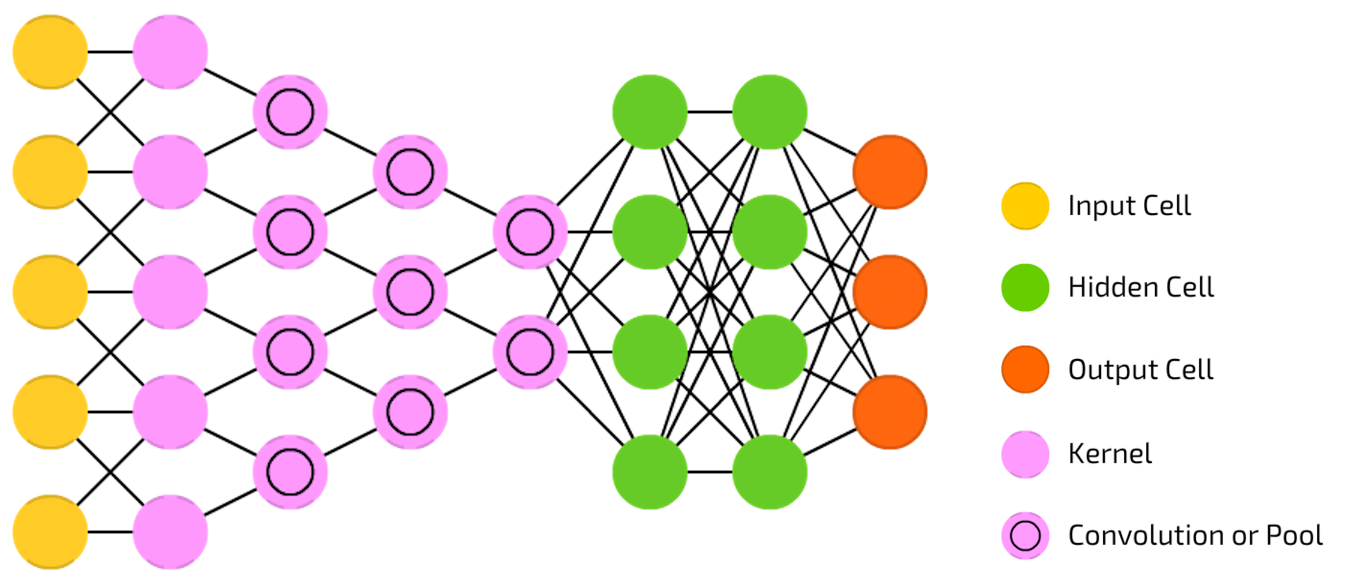 Input Cell
Hidden Cell
Output Cell
Kernel
Convolution or Pool